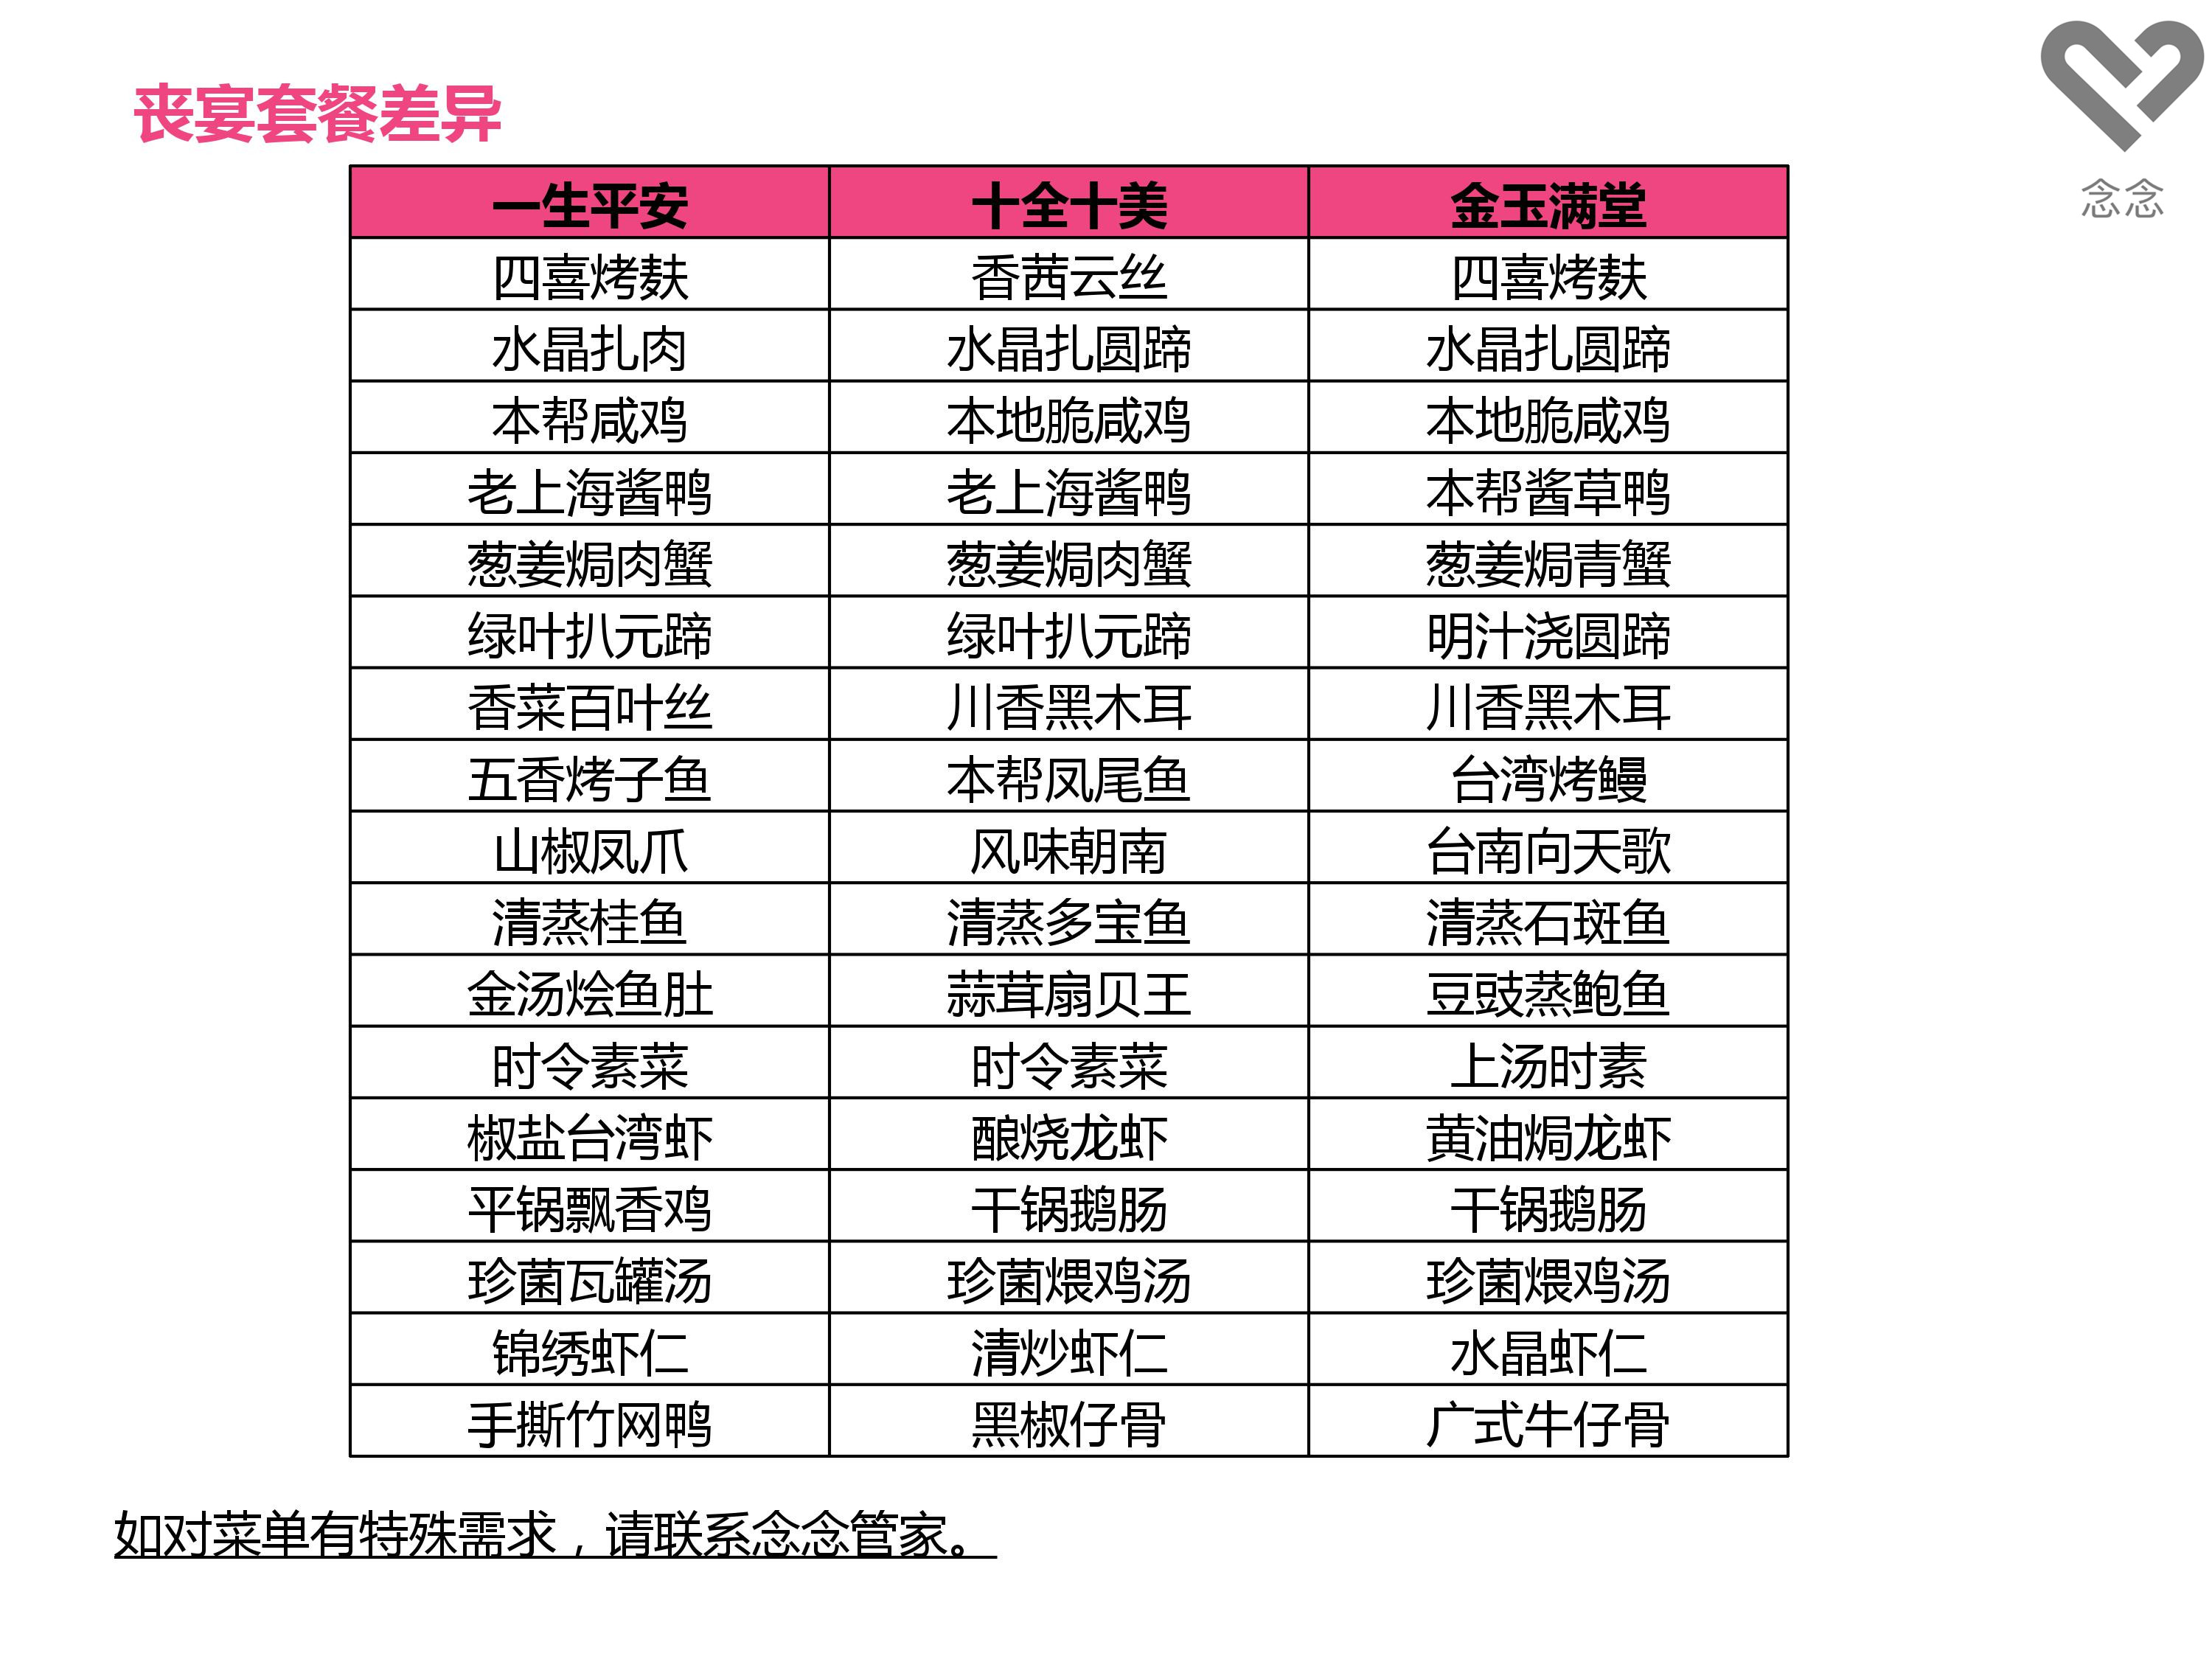 丧宴套餐差异
念念
一生平安 十全十美 金玉满堂
四喜烤麸 香茜云丝 四喜烤麸
水晶扎肉 水晶扎圆蹄 水晶扎圆蹄
本帮咸鸡 本地脆咸鸡 本地脆咸鸡
老上海酱鸭 老上海酱鸭 本帮酱草鸭
葱姜焗肉蟹 葱姜焗肉蟹 葱姜焗青蟹
绿叶扒元蹄 绿叶扒元蹄 明汁浇圆蹄
香菜百叶丝 川香黑木耳 川香黑木耳
五香烤子鱼 本帮凤尾鱼 台湾烤鳗
山椒凤爪 风味朝南 台南向天歌
清蒸桂鱼 清蒸多宝鱼 清蒸石斑鱼
金汤烩鱼肚 蒜茸扇贝王 豆豉蒸鲍鱼
时令素菜 时令素菜 上汤时素
椒盐台湾虾 酿烧龙虾 黄油焗龙虾
平锅飘香鸡 干锅鹅肠 干锅鹅肠
珍菌瓦罐汤 珍菌煨鸡汤 珍菌煨鸡汤
锦绣虾仁 清炒虾仁 水晶虾仁
手撕竹网鸭 黑椒仔骨 广式牛仔骨
如对菜单有特殊需求，请联系念念管家。